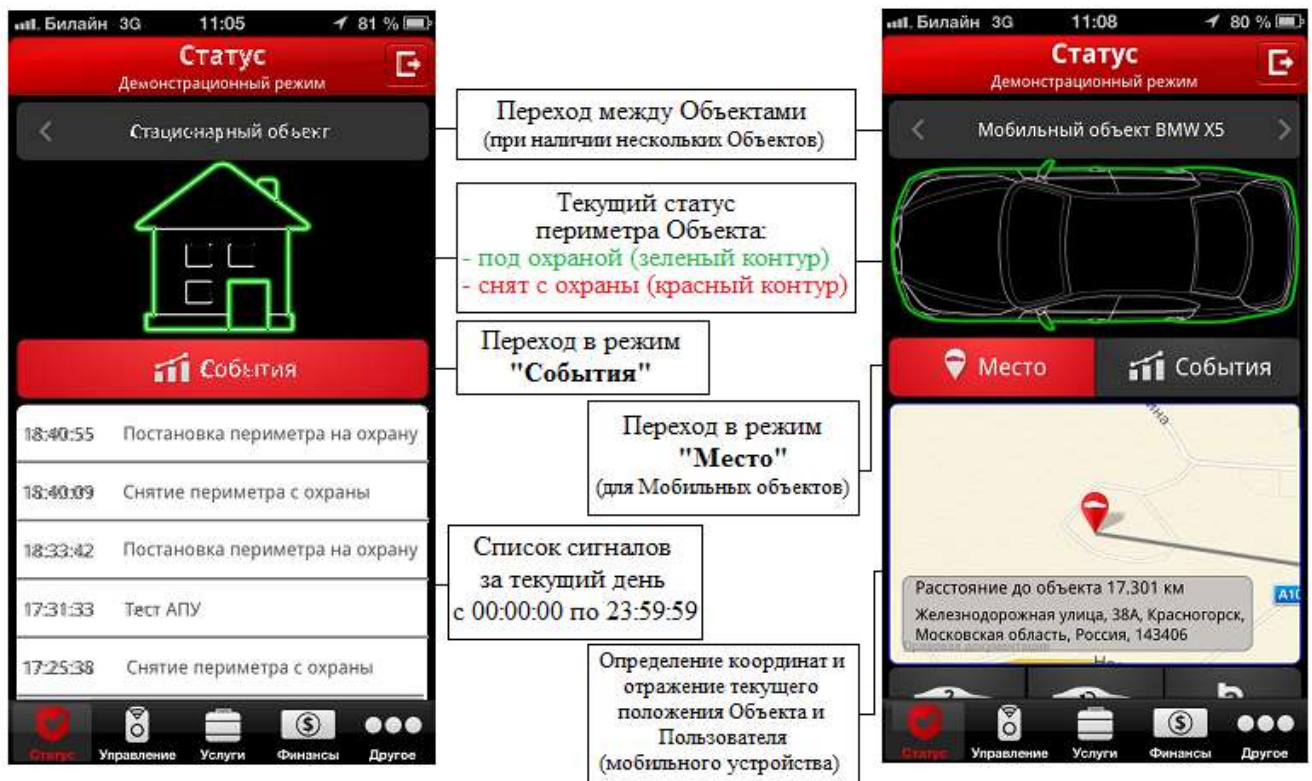 Билайн 3G 11:05 81 %
Статус
Демонстрационный режим
Стационарный объект
События
18:40:55 Постановка периметра на охрану
18:40:09 Снятие периметра с охраны
18:33:42 Постановка периметра на охрану
17:31:33 Тест АПУ
17:25:38 Снятие периметра с охраны
Статус Управление Услуги Финансы Другое
Переход между Объектами
(при наличии нескольких Объектов)
Текущий статус
периметра Объекта:
- под охраной (зеленый контур)
- снят с охраны (красный контур)
Переход в режим
"События"
Переход в режим
"Место"
(для Мобильных объектов)
Список сигналов
за текущий день
с 00:00:00 по 23:59:59
Определение координат и
отражение текущего
положения Объекта и
Пользователя
(мобильного устройства)
Билайн 3G 11:08 80 %
Статус
Демонстрационный режим
Мобильный объект BMW X5
Место События
Расстояние до объекта 17.301 км
Железнодорожная улица, 38А, Красногорск,
Московская область, Россия, 143406
Статус Управление Услуги Финансы Другое